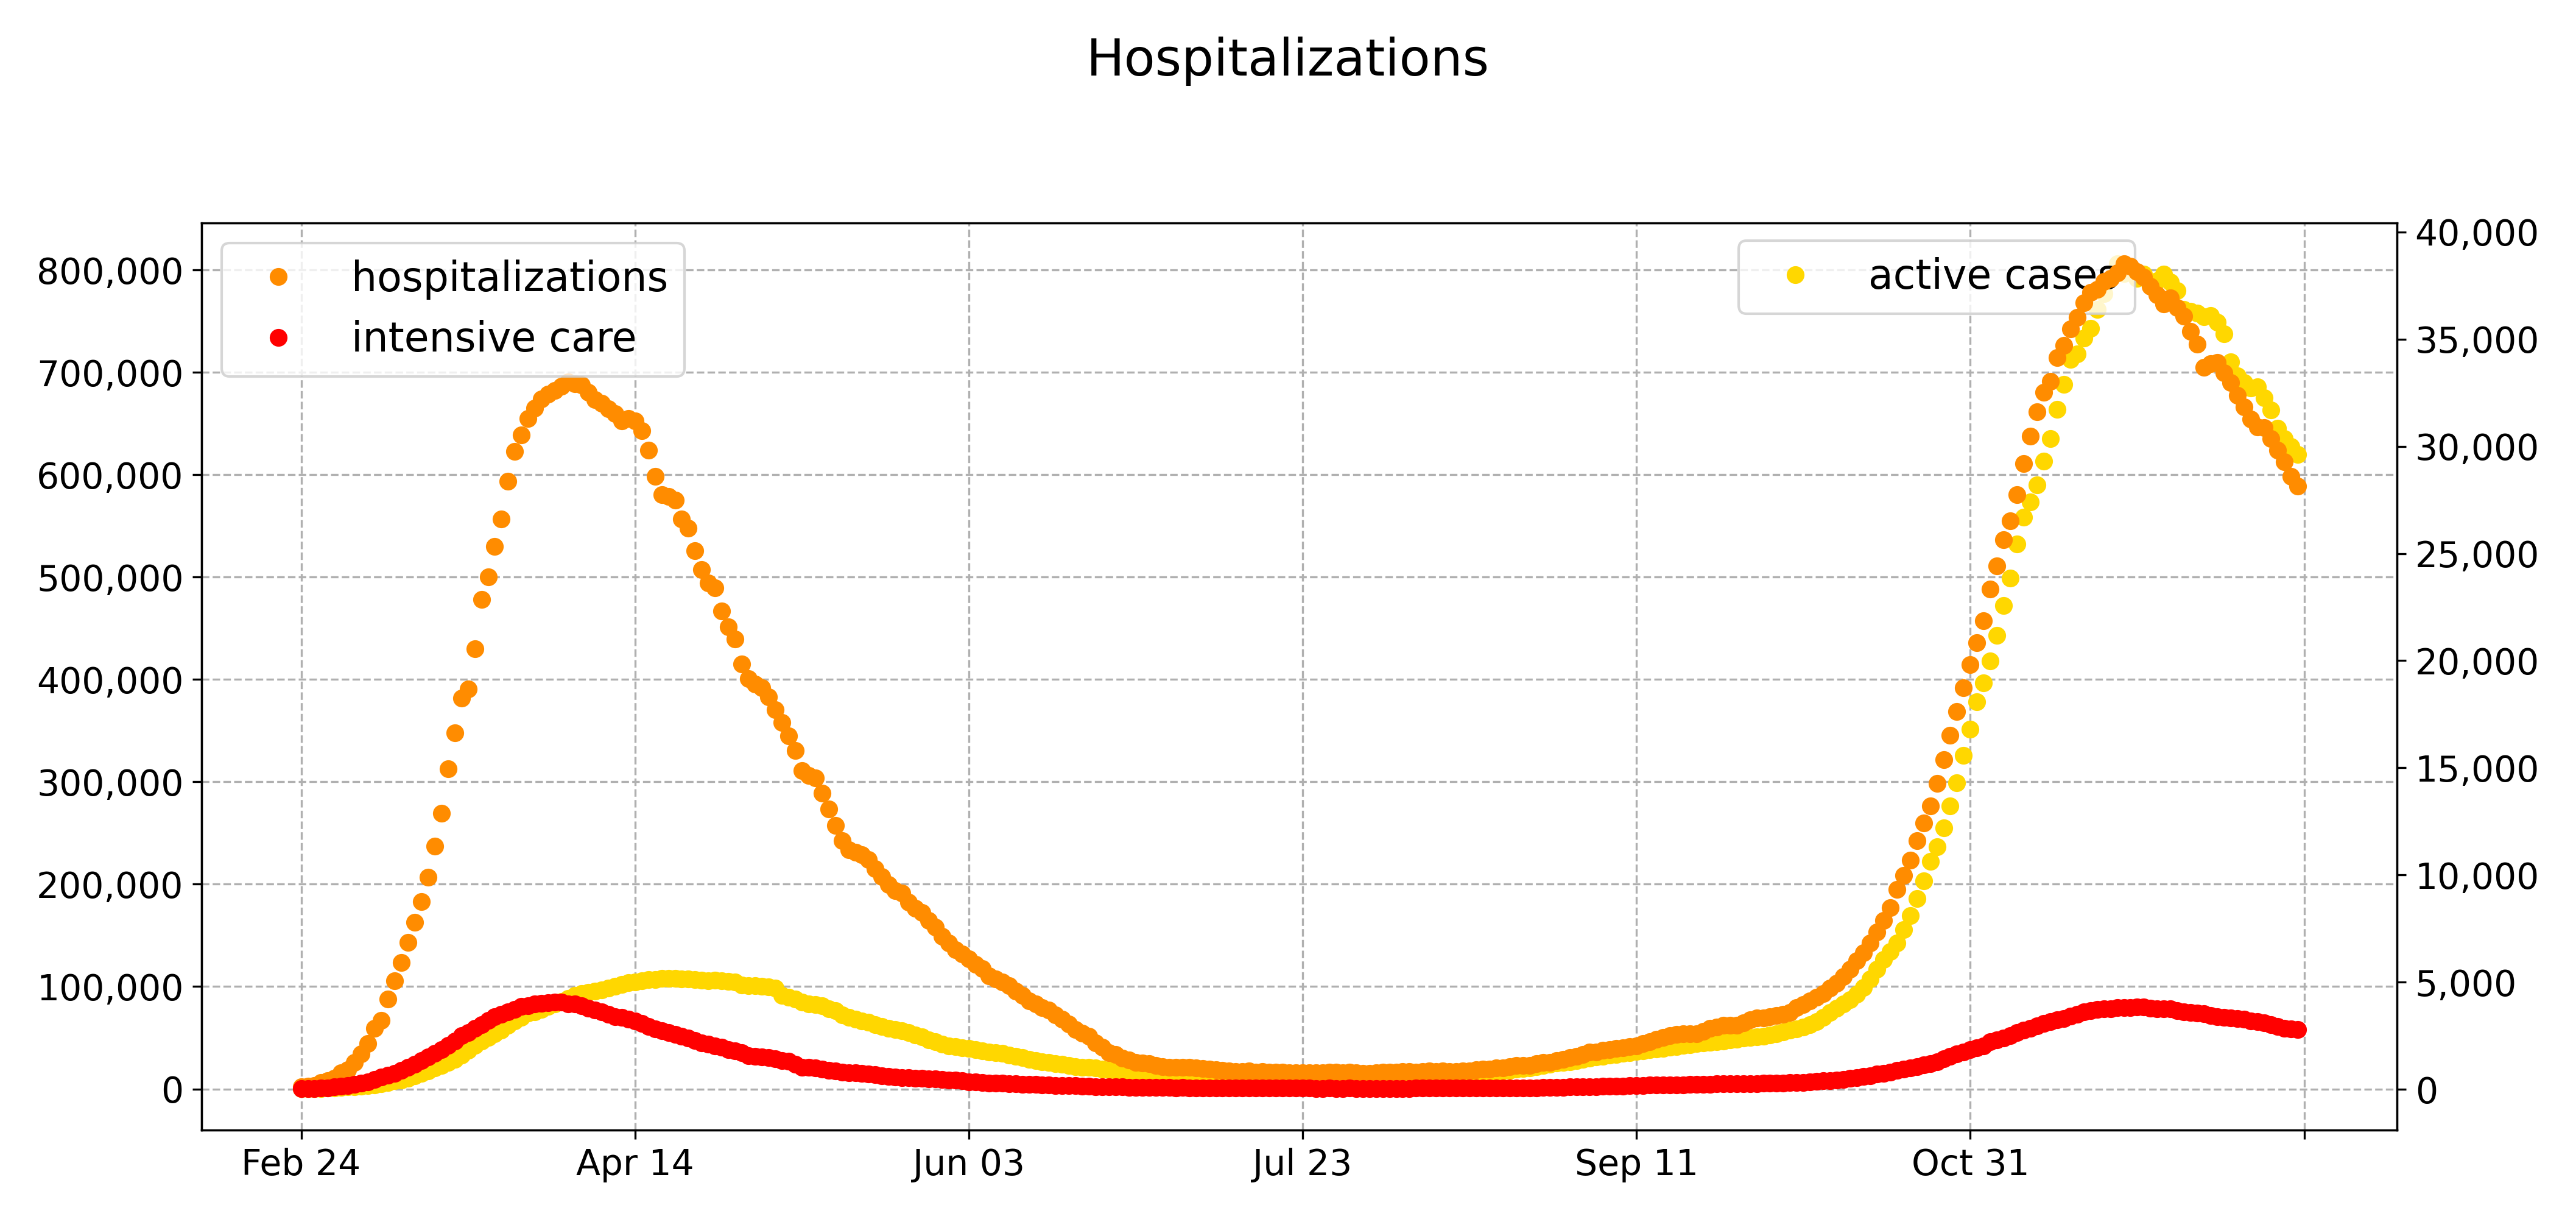 Hospitalizations
hospitalizations
intensive care
active cases
800,000
700,000
600,000
500,000
400,000
300,000
200,000
100,000
0
40,000
35,000
30,000
25,000
20,000
15,000
10,000
5,000
0
Feb 24
Apr 14
Jun 03
Jul 23
Sep 11
Oct 31